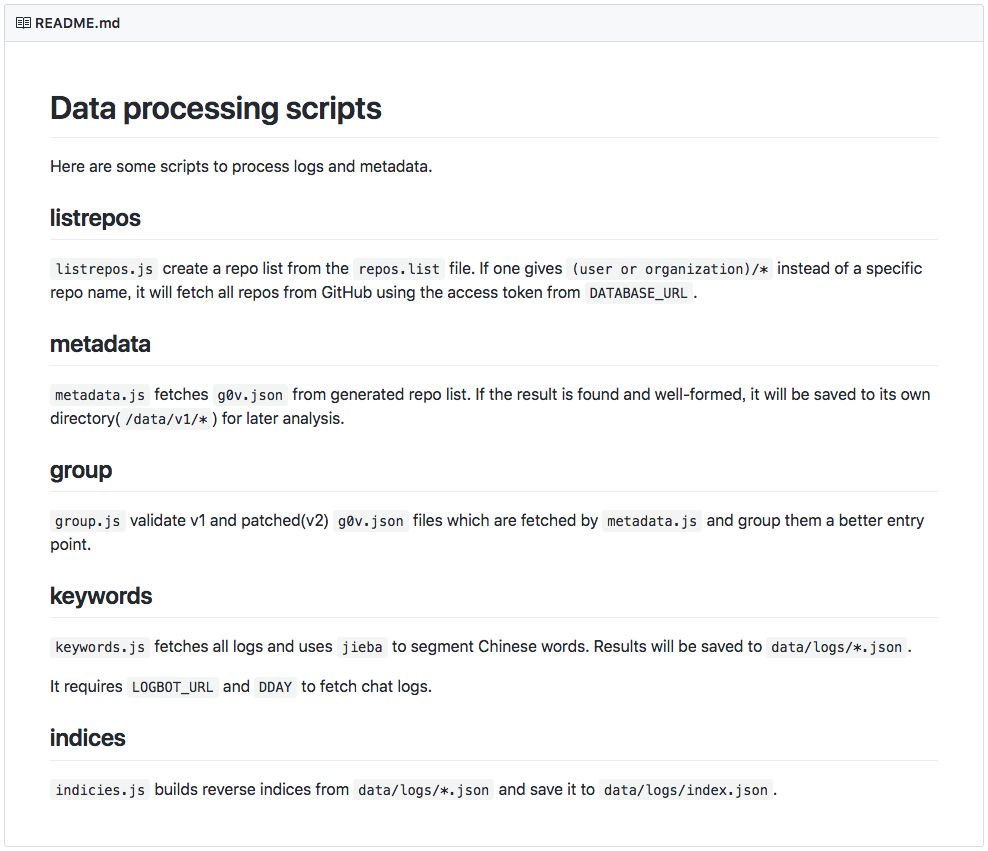 README.md
Data processing scripts
Here are some scripts to process logs and metadata.
listrepos
listrepos.js create a repo list from the repos.list file. If one gives (user or organization)/* instead of a specific
repo name, it will fetch all repos from GitHub using the access token from DATABASE_URL.
metadata
metadata.js fetches g0v.json from generated repo list. If the result is found and well-formed, it will be saved to its own
directory( /data/v1/* ) for later analysis.
group
group.js validate v1 and patched(v2) g0v.json files which are fetched by metadata.js and group them a better entry
point.
keywords
keywords.js fetches all logs and uses jieba to segment Chinese words. Results will be saved to data/logs/*.json.
It requires LOGBOT_URL and DDAY to fetch chat logs.
indices
indicies.js builds reverse indices from data/logs/*.json and save it to data/logs/index.json.